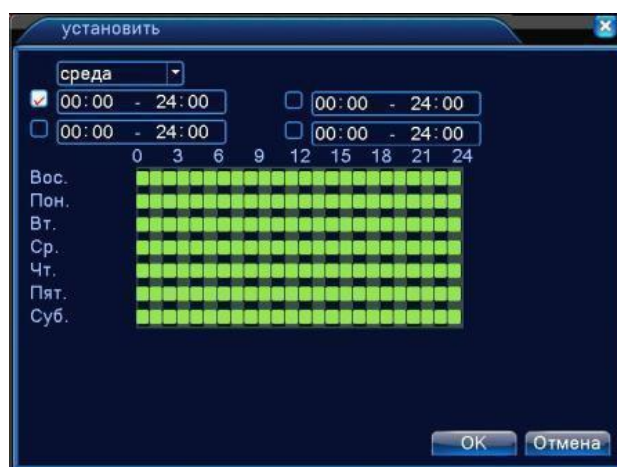 установить
среда
00:00 - 24:00 00:00 - 24:00
00:00 - 24:00 00:00 - 24:00
0 3 6 9 12 15 18 21 24
Вос.
Пон.
Вт.
Ср.
Чт.
Пят.
Суб.
OK Отмена